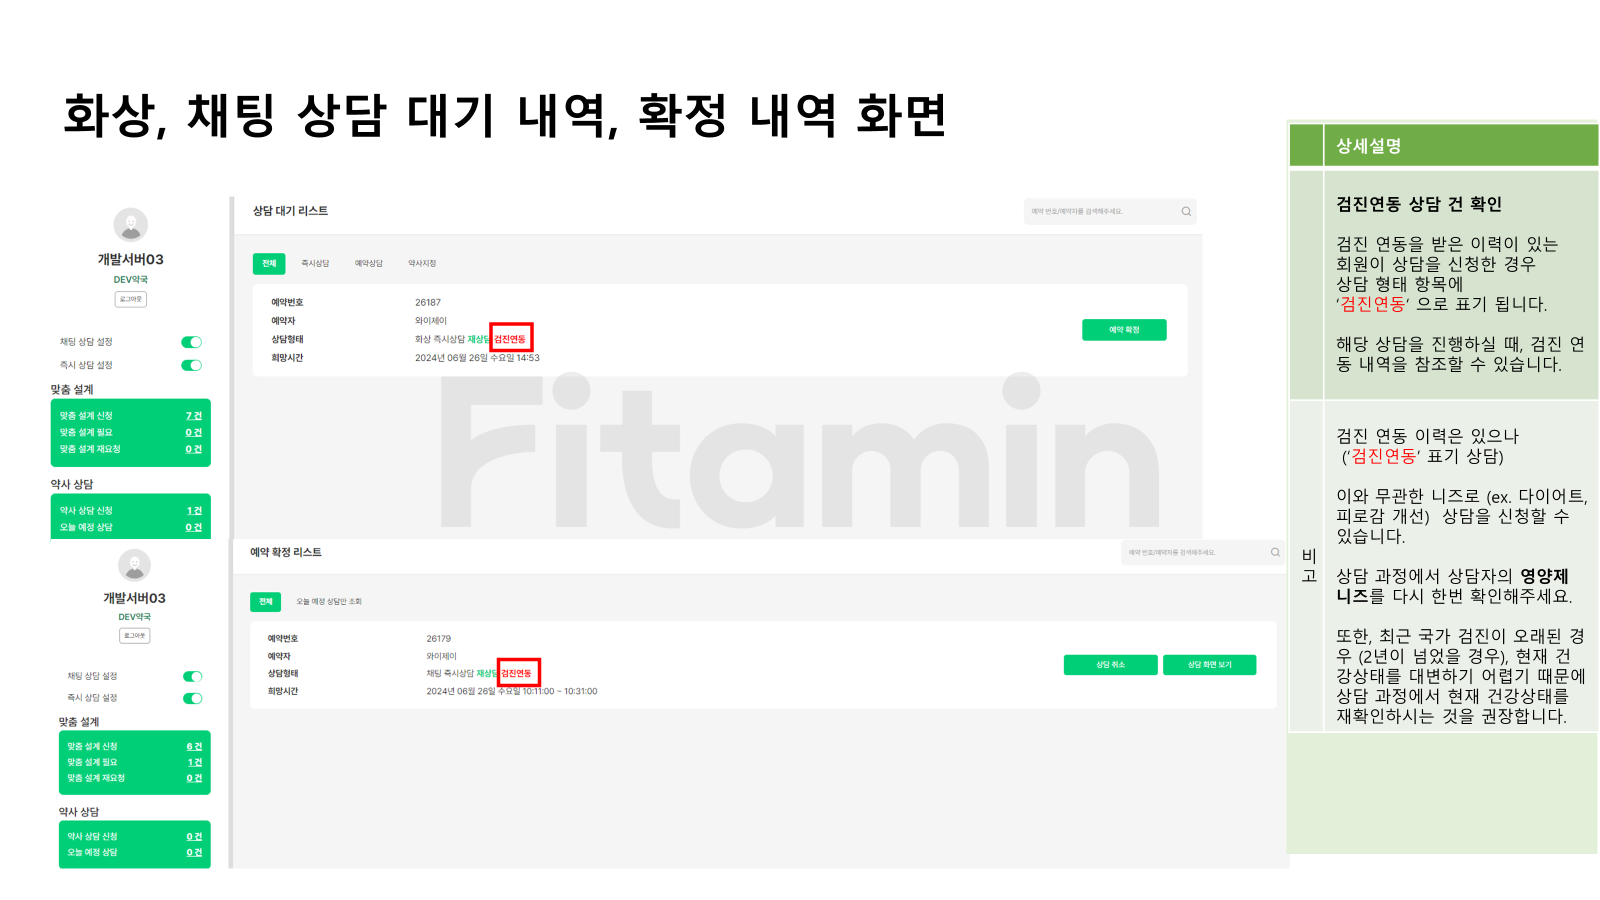 화상, 채팅 상담 대기 내역, 확정 내역 화면
개발서버03
DEV약국
로그아웃
채팅 상담 설정
즉시 상담 설정
맞춤 설계
맞춤 설계 신청 7 건
맞춤 설계 필요 0 건
맞춤 설계 재요청 0 건
약사 상담
약사 상담 신청 1 건
오늘 예정 상담 0 건
상담 대기 리스트
예약 번호/예약자를 검색해주세요.
전체 즉시상담 예약상담 약사지정
예약번호 26187
예약자 와이제이
상담형태 화상 즉시상담 재상담 검진연동
희망시간 2024년 06월 26일 수요일 14:53
예약 확정
Fitamin
개발서버03
DEV약국
로그아웃
채팅 상담 설정
즉시 상담 설정
맞춤 설계
맞춤 설계 신청 6 건
맞춤 설계 필요 1 건
맞춤 설계 재요청 0 건
약사 상담
약사 상담 신청 0 건
오늘 예정 상담 0 건
예약 확정 리스트
예약 번호/예약자를 검색해주세요.
전체 오늘 예정 상담만 조회
예약번호 26179
예약자 와이제이
상담형태 채팅 즉시상담 재상담 검진연동
희망시간 2024년 06월 26일 수요일 10:11:00 ~ 10:31:00
상담 취소 상담 화면 보기
상세설명
검진연동 상담 건 확인
검진 연동을 받은 이력이 있는
회원이 상담을 신청한 경우
상담 형태 항목에
‘검진연동‘ 으로 표기 됩니다.
해당 상담을 진행하실 때, 검진 연
동 내역을 참조할 수 있습니다.
비
고
검진 연동 이력은 있으나
(‘검진연동‘ 표기 상담)
이와 무관한 니즈로 (ex. 다이어트,
피로감 개선) 상담을 신청할 수
있습니다.
상담 과정에서 상담자의 영양제
니즈를 다시 한번 확인해주세요.
또한, 최근 국가 검진이 오래된 경
우 (2년이 넘었을 경우), 현재 건
강상태를 대변하기 어렵기 때문에
상담 과정에서 현재 건강상태를
재확인하시는 것을 권장합니다.